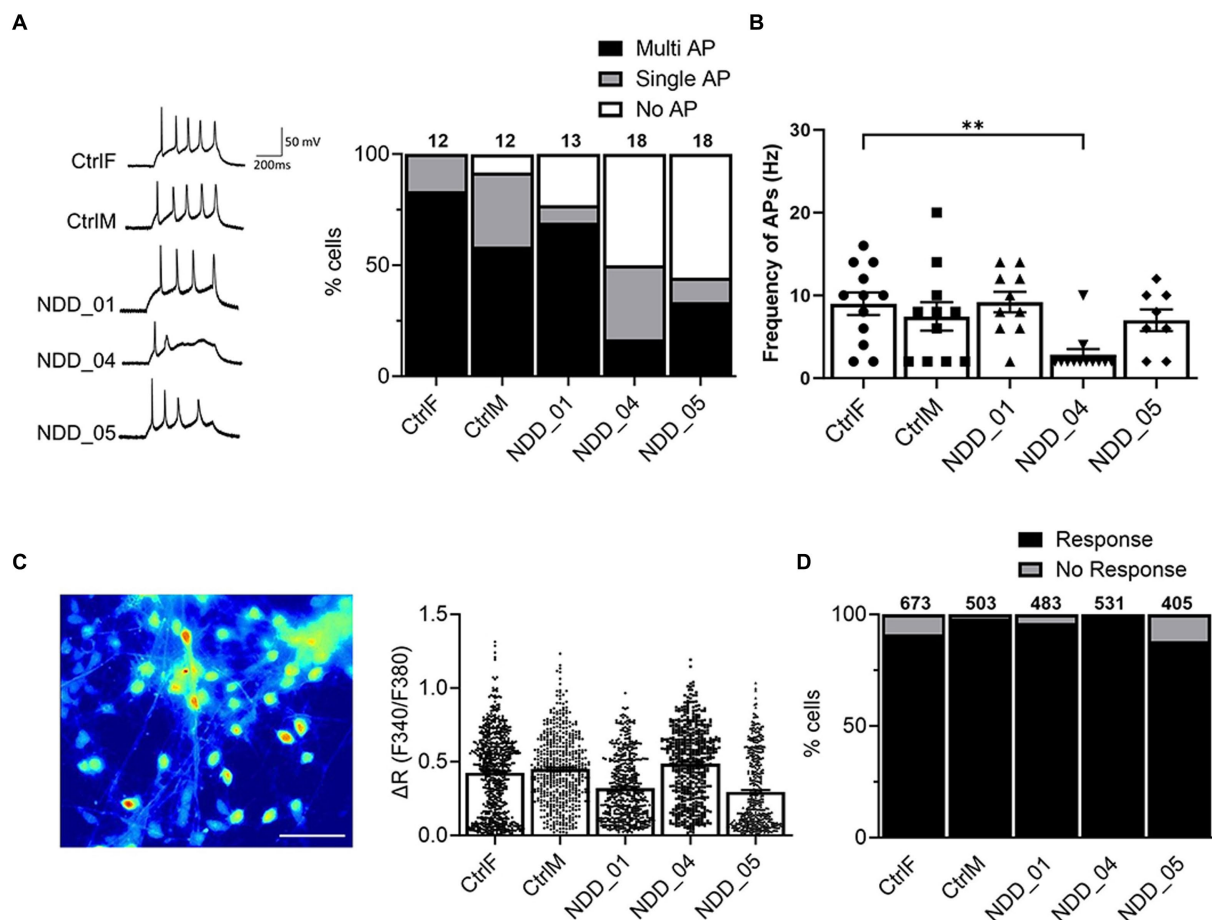 A
50 mV
200ms
CtrlF
CtrlM
NDD_01
NDD_04
NDD_05
Multi AP
Single AP
No AP
12 12 13 18 18
100
50
0
% cells
CtrlF CtrlM NDD_01 NDD_04 NDD_05
B
**
30
20
10
0
Frequency of APs (Hz)
CtrlF CtrlM NDD_01 NDD_04 NDD_05
C
1.5
1.0
0.5
0.0
ΔR (F340/F380)
CtrlF CtrlM NDD_01 NDD_04 NDD_05
D
Response
No Response
673 503 483 531 405
100
50
0
% cells
CtrlF CtrlM NDD_01 NDD_04 NDD_05